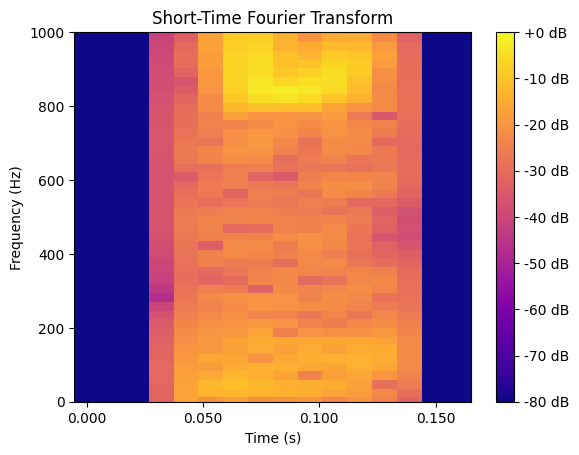 Short-Time Fourier Transform
1000
800
600
400
200
0
Frequency (Hz)
0.000
0.050
0.100
0.150
Time (s)
+0 dB
-10 dB
-20 dB
-30 dB
-40 dB
-50 dB
-60 dB
-70 dB
-80 dB